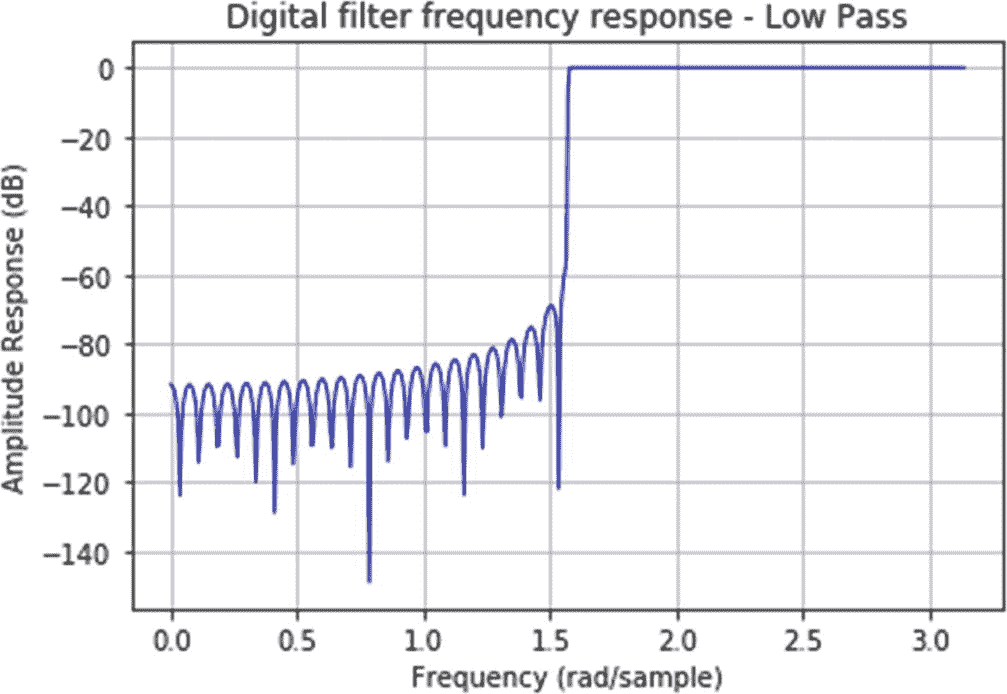 Digital filter frequency response - Low Pass
Amplitude Response (dB)
0
−20
−40
−60
−80
−100
−120
−140
0.0 0.5 1.0 1.5 2.0 2.5 3.0
Frequency (rad/sample)